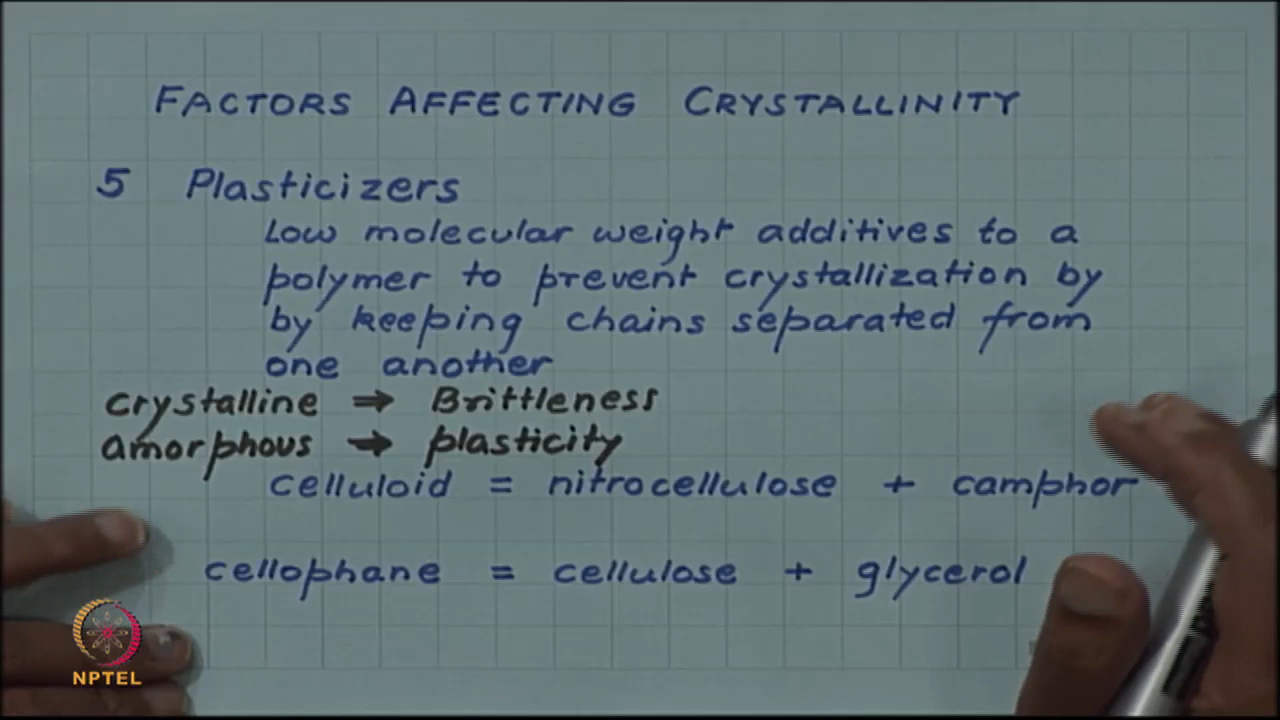 FACTORS AFFECTING CRYSTALLINITY
5 Plasticizers
Low molecular weight additives to a
polymer to prevent crystallization by
by keeping chains separated from
one another
crystalline ⇒ Brittleness
amorphous → plasticity
celluloid = nitrocellulose + camphor
cellophane = cellulose + glycerol
NPTEL